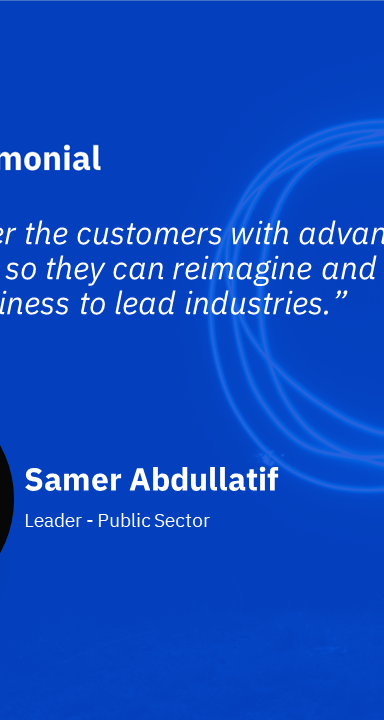 monial
er the customers with advan
so they can reimagine and
iness to lead industries.”
Samer Abdullatif
Leader - Public Sector